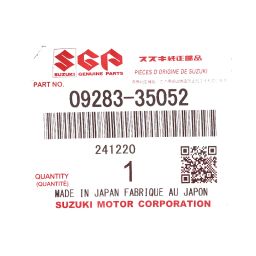 SGP
SUZUKI GENUINE PARTS
スズキ純正部品
PIÈCES D'ORIGINE DE SUZUKI
PART NO.
09283-35052
241220
QUANTITY
(QUANTITÉ)
1
MADE IN JAPAN FABRIQUE AU JAPON
SUZUKI MOTOR CORPORATION